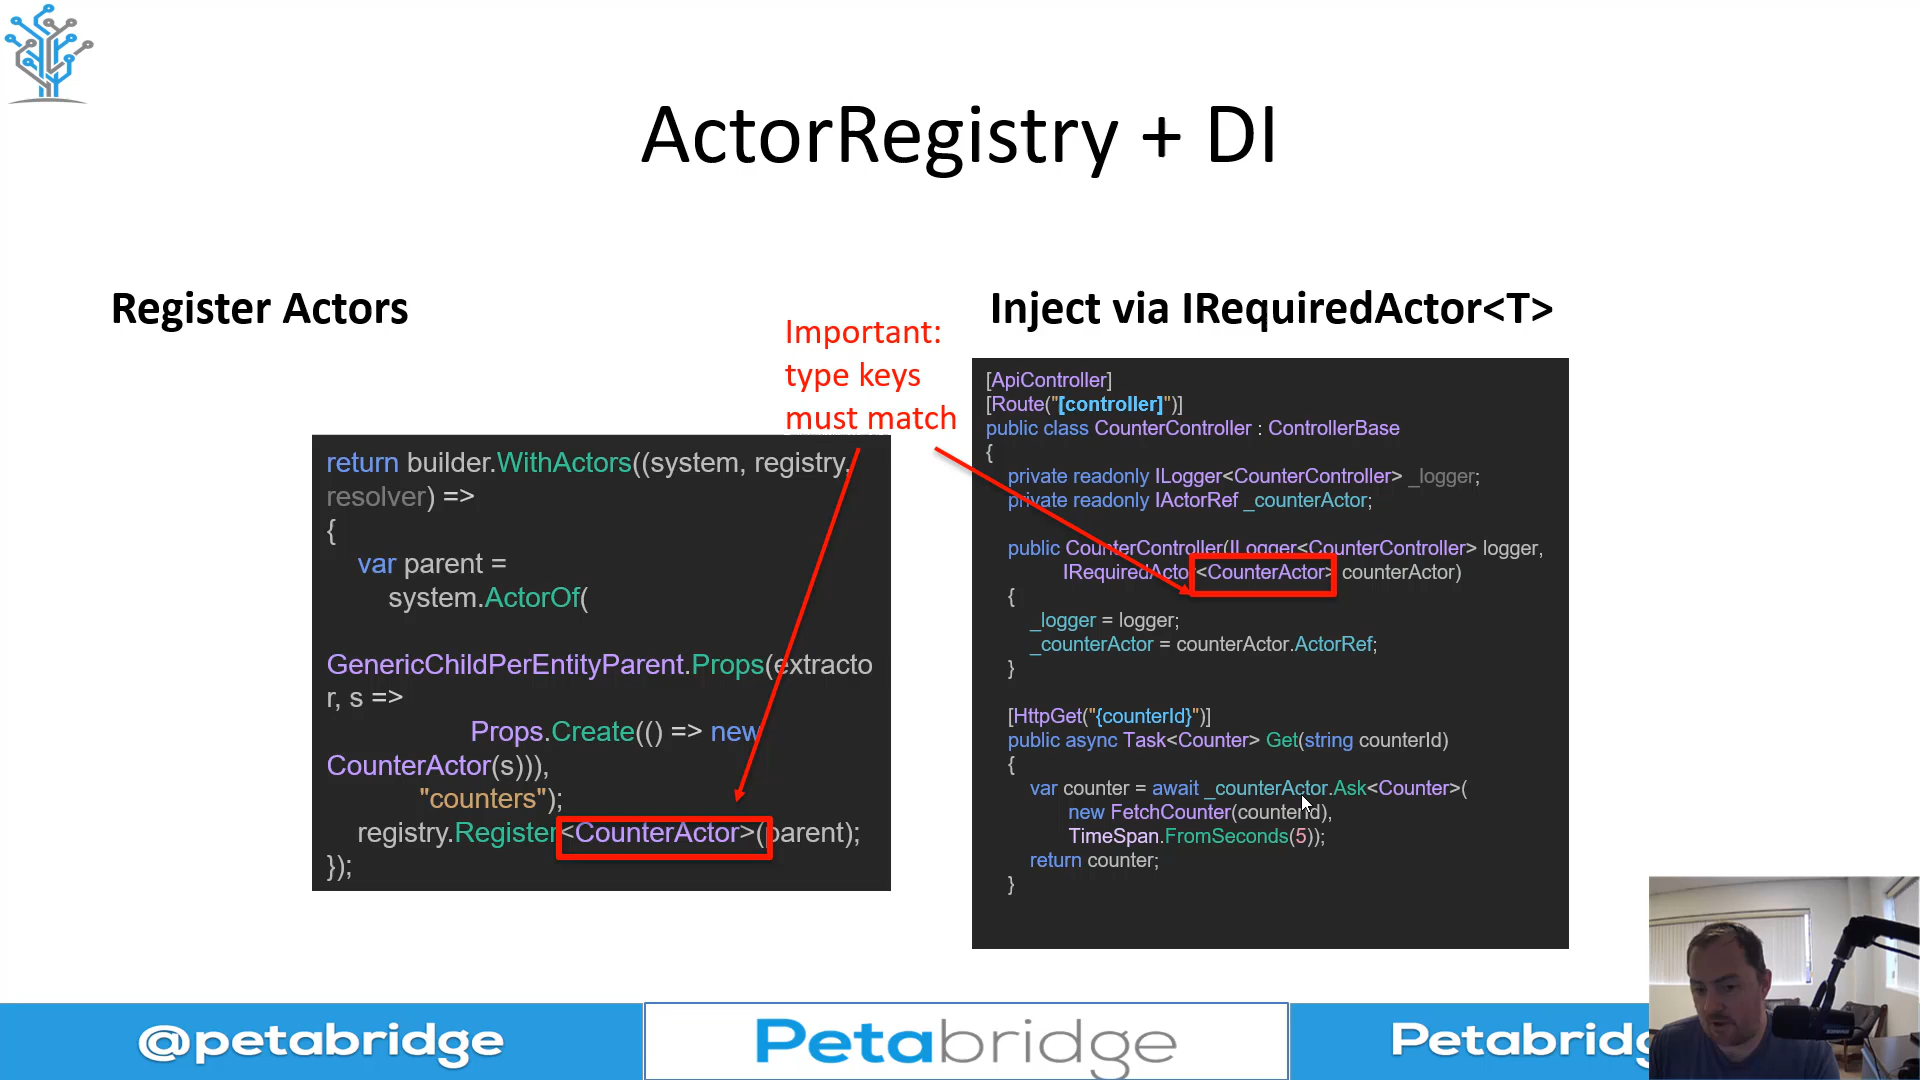 ActorRegistry + DI
Register Actors
Important:
type keys
must match
return builder.WithActors((system, registry,
resolver) =>
{
var parent =
system.ActorOf(
GenericChildPerEntityParent.Props(extracto
r, s =>
Props.Create(() => new
CounterActor(s))),
"counters");
registry.Register<CounterActor>(parent);
});
Inject via IRequiredActor<T>
[ApiController]
[Route("[controller]")]
public class CounterController : ControllerBase
{
private readonly ILogger<CounterController> _logger;
private readonly IActorRef _counterActor;
public CounterController(ILogger<CounterController> logger,
IRequiredActor<CounterActor> counterActor)
{
_logger = logger;
_counterActor = counterActor.ActorRef;
}
[HttpGet("{counterId}")]
public async Task<Counter> Get(string counterId)
{
var counter = await _counterActor.Ask<Counter>(
new FetchCounter(counterId),
TimeSpan.FromSeconds(5));
return counter;
}
@petabridge
Petabridge